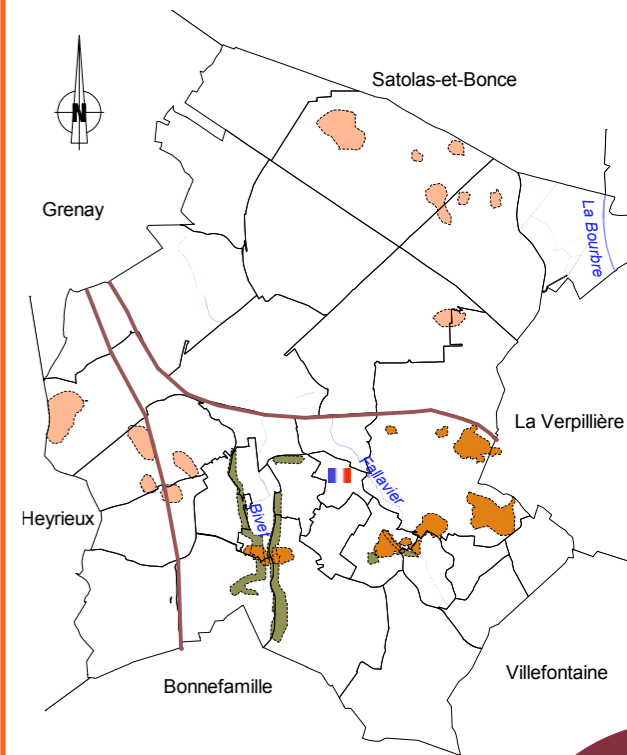 Satolas-et-Bonce
N
Grenay
La Bourbre
La Verpillière
Fallavier
Heyrieux
Bivet
Villefontaine
Bonnefamille